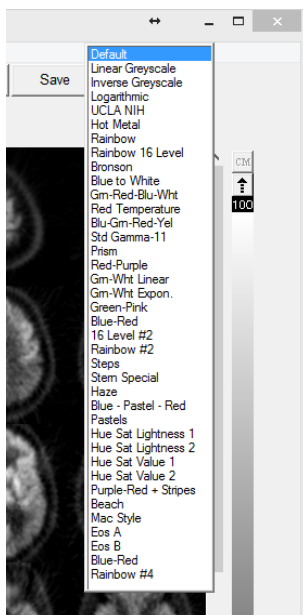 Default
Save
Linear Greyscale
Inverse Greyscale
Logarithmic
UCLA NIH
Hot Metal
Rainbow
Rainbow 16 Level
Bronson
Blue to White
CM
Grn-Red-Blu-Wht
Red Temperature
100
Blu-Grn-Red-Yel
Std Gamma-11
Prism
Red-Purple
Grn-Wht Linear
Grn-Wht Expon.
Green-Pink
Blue-Red
16 Level #2
Rainbow #2
Steps
Stern Special
Haze
Blue - Pastel - Red
Pastels
Hue Sat Lightness 1
Hue Sat Lightness 2
Hue Sat Value 1
Hue Sat Value 2
Purple-Red + Stripes
Beach
Mac Style
Eos A
Eos B
Blue-Red
Rainbow #4